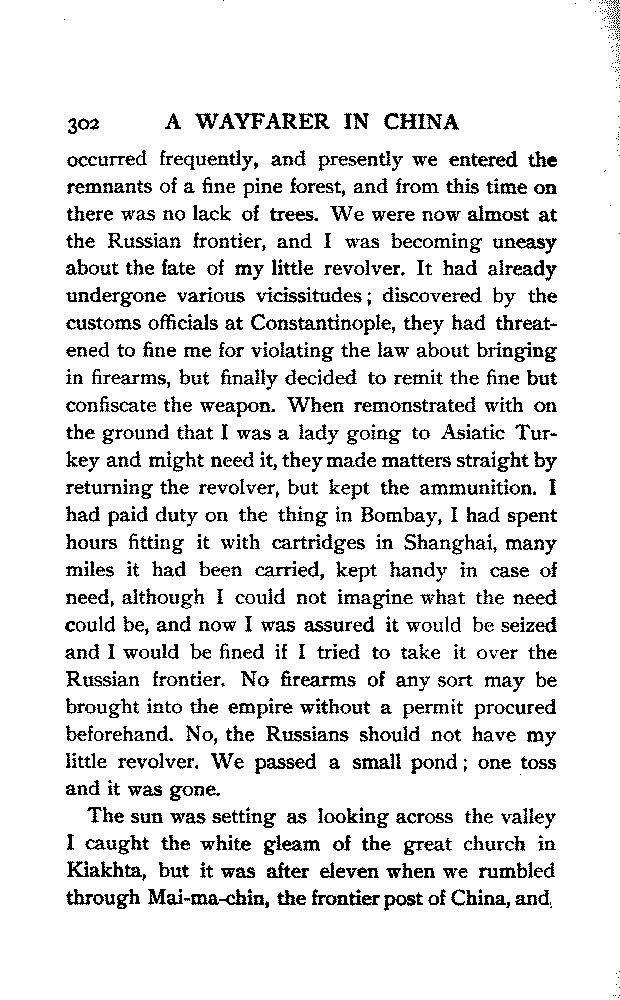 302 A WAYFARER IN CHINA
occurred frequently, and presently we entered the
remnants of a fine pine forest, and from this time on
there was no lack of trees. We were now almost at
the Russian frontier, and I was becoming uneasy
about the fate of my little revolver. It had already
undergone various vicissitudes; discovered by the
customs officials at Constantinople, they had threat-
ened to fine me for violating the law about bringing
in firearms, but finally decided to remit the fine but
confiscate the weapon. When remonstrated with on
the ground that I was a lady going to Asiatic Tur-
key and might need it, they made matters straight by
returning the revolver, but kept the ammunition. I
had paid duty on the thing in Bombay, I had spent
hours fitting it with cartridges in Shanghai, many
miles it had been carried, kept handy in case of
need, although I could not imagine what the need
could be, and now I was assured it would be seized
and I would be fined if I tried to take it over the
Russian frontier. No firearms of any sort may be
brought into the empire without a permit procured
beforehand. No, the Russians should not have my
little revolver. We passed a small pond; one toss
and it was gone.
The sun was setting as looking across the valley
I caught the white gleam of the great church in
Kiakhta, but it was after eleven when we rumbled
through Mai-ma-chin, the frontier post of China, and